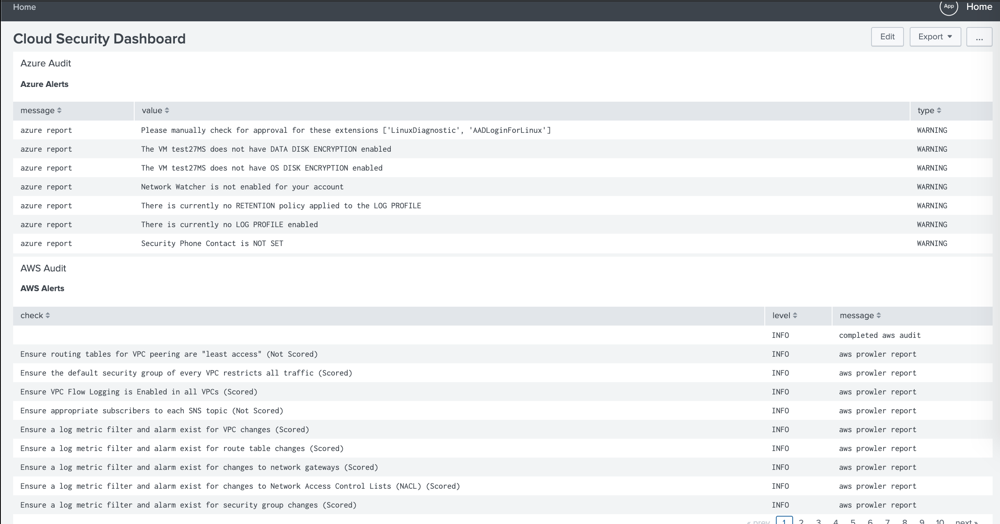 Home
App Home
Cloud Security Dashboard
Edit Export ...
Azure Audit
Azure Alerts
message value type
azure report Please manually check for approval for these extensions ['LinuxDiagnostic', 'AADLoginForLinux'] WARNING
azure report The VM test27MS does not have DATA DISK ENCRYPTION enabled WARNING
azure report The VM test27MS does not have OS DISK ENCRYPTION enabled WARNING
azure report Network Watcher is not enabled for your account WARNING
azure report There is currently no RETENTION policy applied to the LOG PROFILE WARNING
azure report There is currently no LOG PROFILE enabled WARNING
azure report Security Phone Contact is NOT SET WARNING
AWS Audit
AWS Alerts
check level message
INFO completed aws audit
Ensure routing tables for VPC peering are "least access" (Not Scored) INFO aws prowler report
Ensure the default security group of every VPC restricts all traffic (Scored) INFO aws prowler report
Ensure VPC Flow Logging is Enabled in all VPCs (Scored) INFO aws prowler report
Ensure appropriate subscribers to each SNS topic (Not Scored) INFO aws prowler report
Ensure a log metric filter and alarm exist for VPC changes (Scored) INFO aws prowler report
Ensure a log metric filter and alarm exist for route table changes (Scored) INFO aws prowler report
Ensure a log metric filter and alarm exist for changes to network gateways (Scored) INFO aws prowler report
Ensure a log metric filter and alarm exist for changes to Network Access Control Lists (NACL) (Scored) INFO aws prowler report
Ensure a log metric filter and alarm exist for security group changes (Scored) INFO aws prowler report
« prev 1 2 3 4 5 6 7 8 9 10 next »